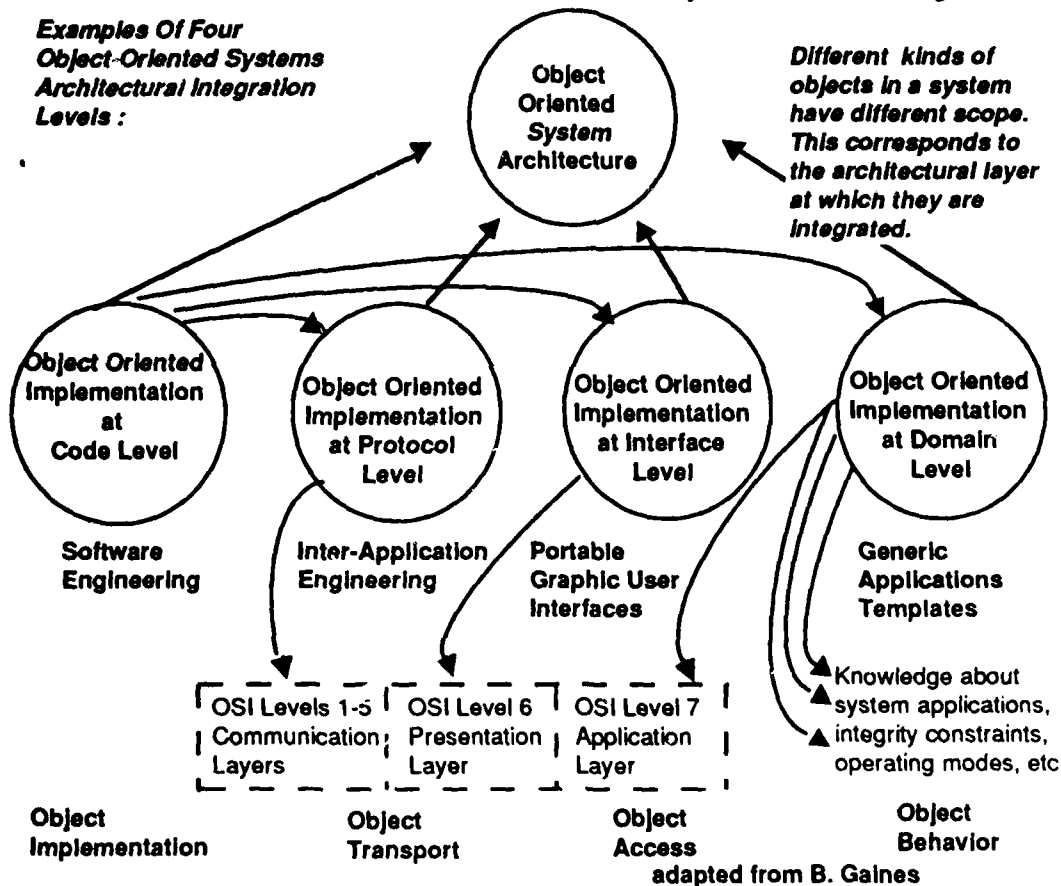 Examples Of Four
Object-Oriented Systems
Architectural Integration
Levels :
Object
Oriented
System
Architecture
Different kinds of
objects in a system
have different scope.
This corresponds to
the architectural layer
at which they are
integrated.
Object Oriented
Implementation
at
Code Level
Object Oriented
Implementation
at Protocol
Level
Object Oriented
Implementation
at Interface
Level
Object Oriented
Implementation
at Domain
Level
Software
Engineering
Inter-Application
Engineering
Portable
Graphic User
Interfaces
Generic
Applications
Templates
OSI Levels 1-5
Communication
Layers
OSI Level 6
Presentation
Layer
OSI Level 7
Application
Layer
Knowledge about
system applications,
integrity constraints,
operating modes, etc
Object
Implementation
Object
Transport
Object
Access
Object
Behavior
adapted from B. Gaines